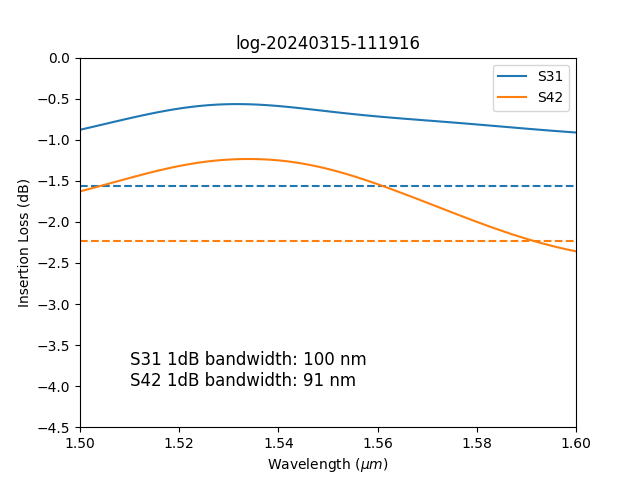 log-20240315-111916
Insertion Loss (dB)
0.0
−0.5
−1.0
−1.5
−2.0
−2.5
−3.0
−3.5
−4.0
−4.5
S31
S42
S31 1dB bandwidth: 100 nm
S42 1dB bandwidth: 91 nm
1.50 1.52 1.54 1.56 1.58 1.60
Wavelength (μm)